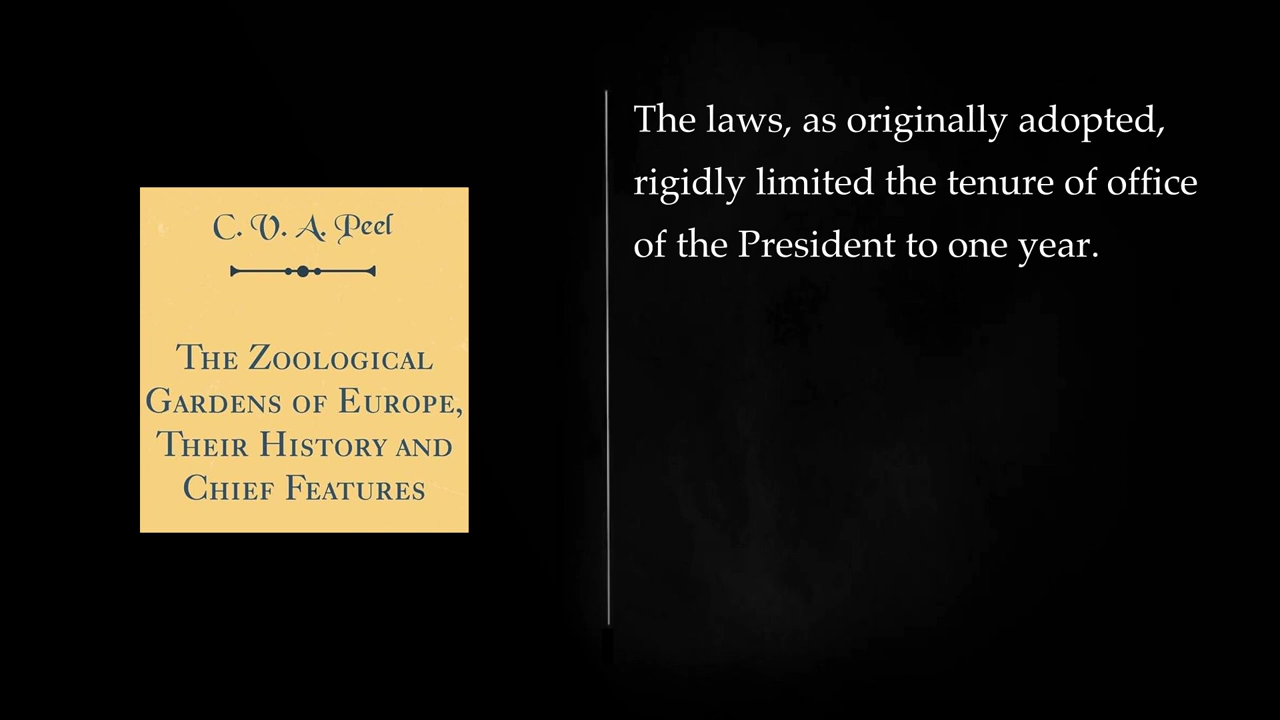 C. V. A. Peel
The Zoological
Gardens of Europe,
Their History and
Chief Features
The laws, as originally adopted,
rigidly limited the tenure of office
of the President to one year.